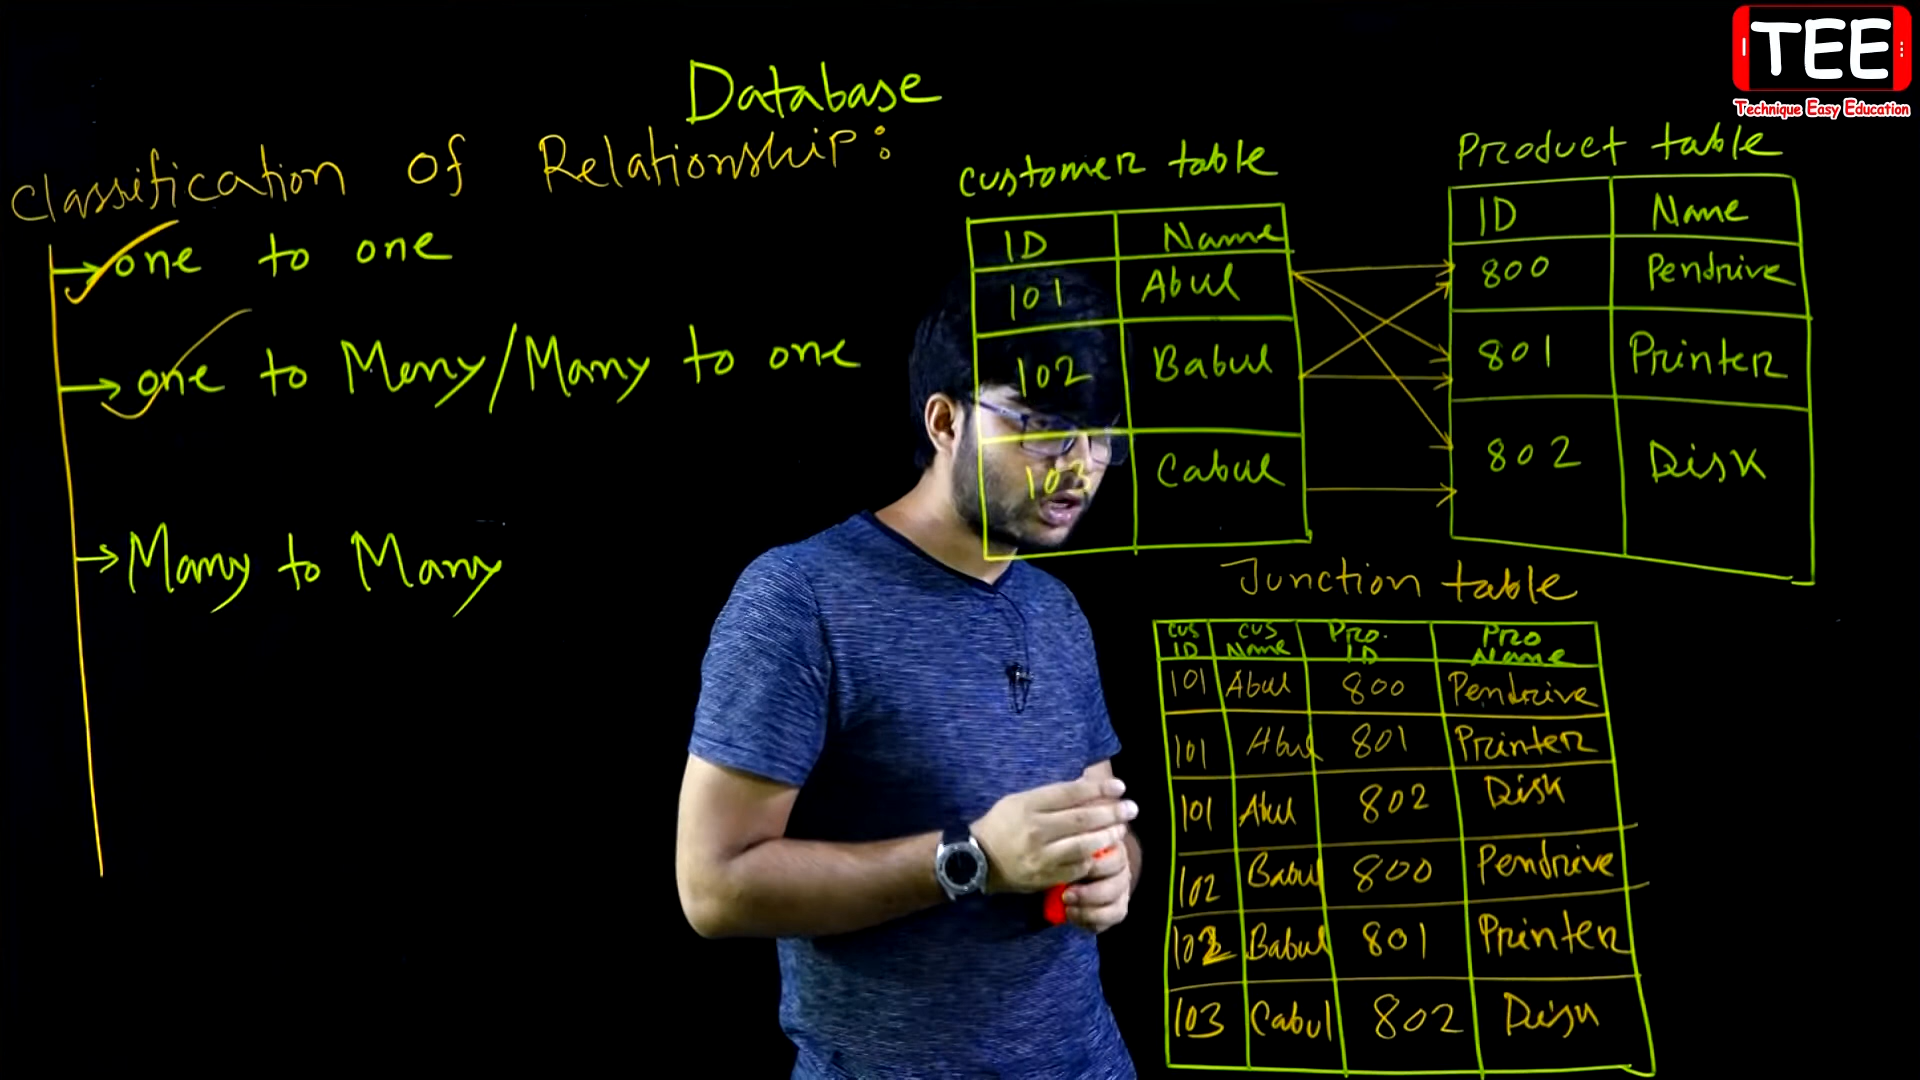 TEE
Technique Easy Education
Database
Classification of Relationship:
one to one
one to Many/Many to one
Many to Many
Customer table
ID Name
101 Abul
102 Babul
103 Cabul
Product table
ID Name
800 Pendrive
801 Printer
802 Disk
Junction table
Cus ID Cus Name Pro. ID Pro Name
101 Abul 800 Pendrive
101 Abul 801 Printer
101 Abul 802 Disk
102 Babul 800 Pendrive
102 Babul 801 Printer
103 Cabul 802 Disk